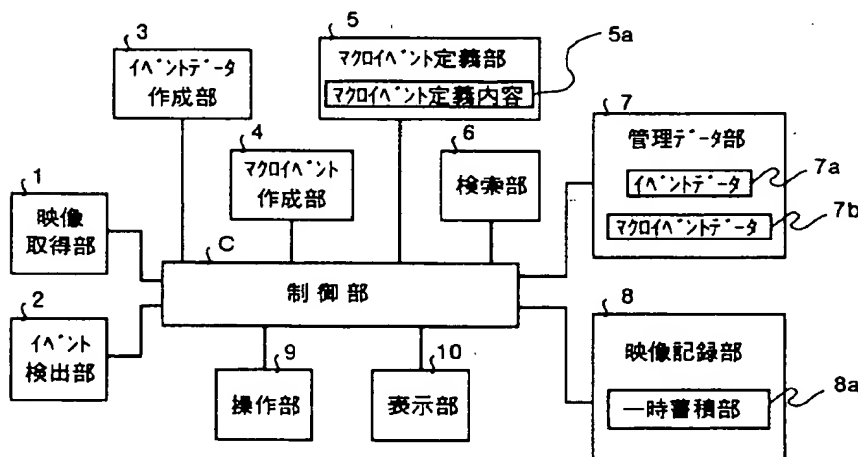 3
イベントデータ
作成部
5
マクロイベント定義部
マクロイベント定義内容
5a
4
マクロイベント
作成部
6
検索部
7
管理データ部
イベントデータ
7a
マクロイベントデータ
7b
1
映像
取得部
C
制御部
2
イベント
検出部
9
操作部
10
表示部
8
映像記録部
一時蓄積部
8a